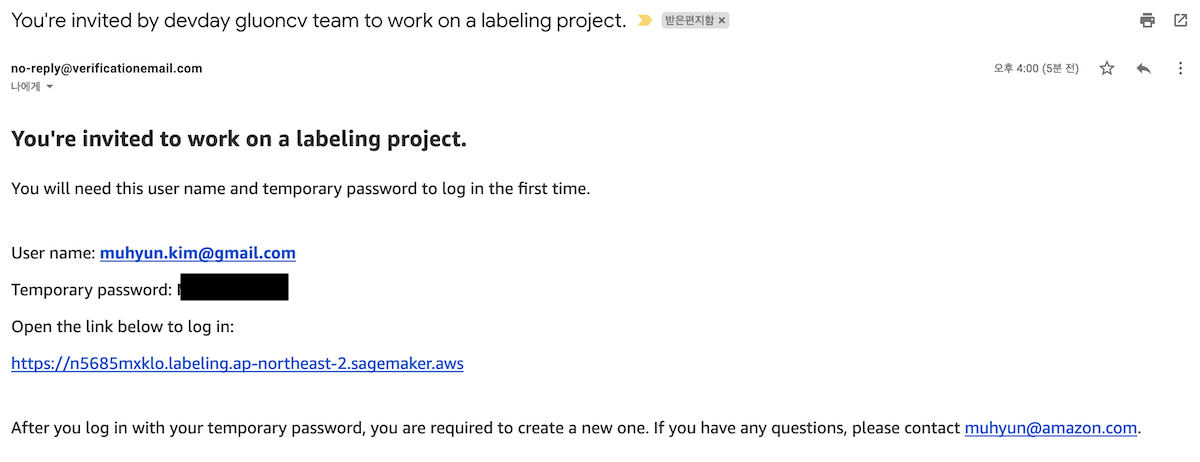 You're invited by devday gluoncv team to work on a labeling project. 받은편지함 ×
no-reply@verificationemail.com
오후 4:00 (5분 전)
나에게
You're invited to work on a labeling project.
You will need this user name and temporary password to log in the first time.
User name: muhyun.kim@gmail.com
Temporary password:
Open the link below to log in:
https://n5685mxklo.labeling.ap-northeast-2.sagemaker.aws
After you log in with your temporary password, you are required to create a new one. If you have any questions, please contact muhyun@amazon.com.